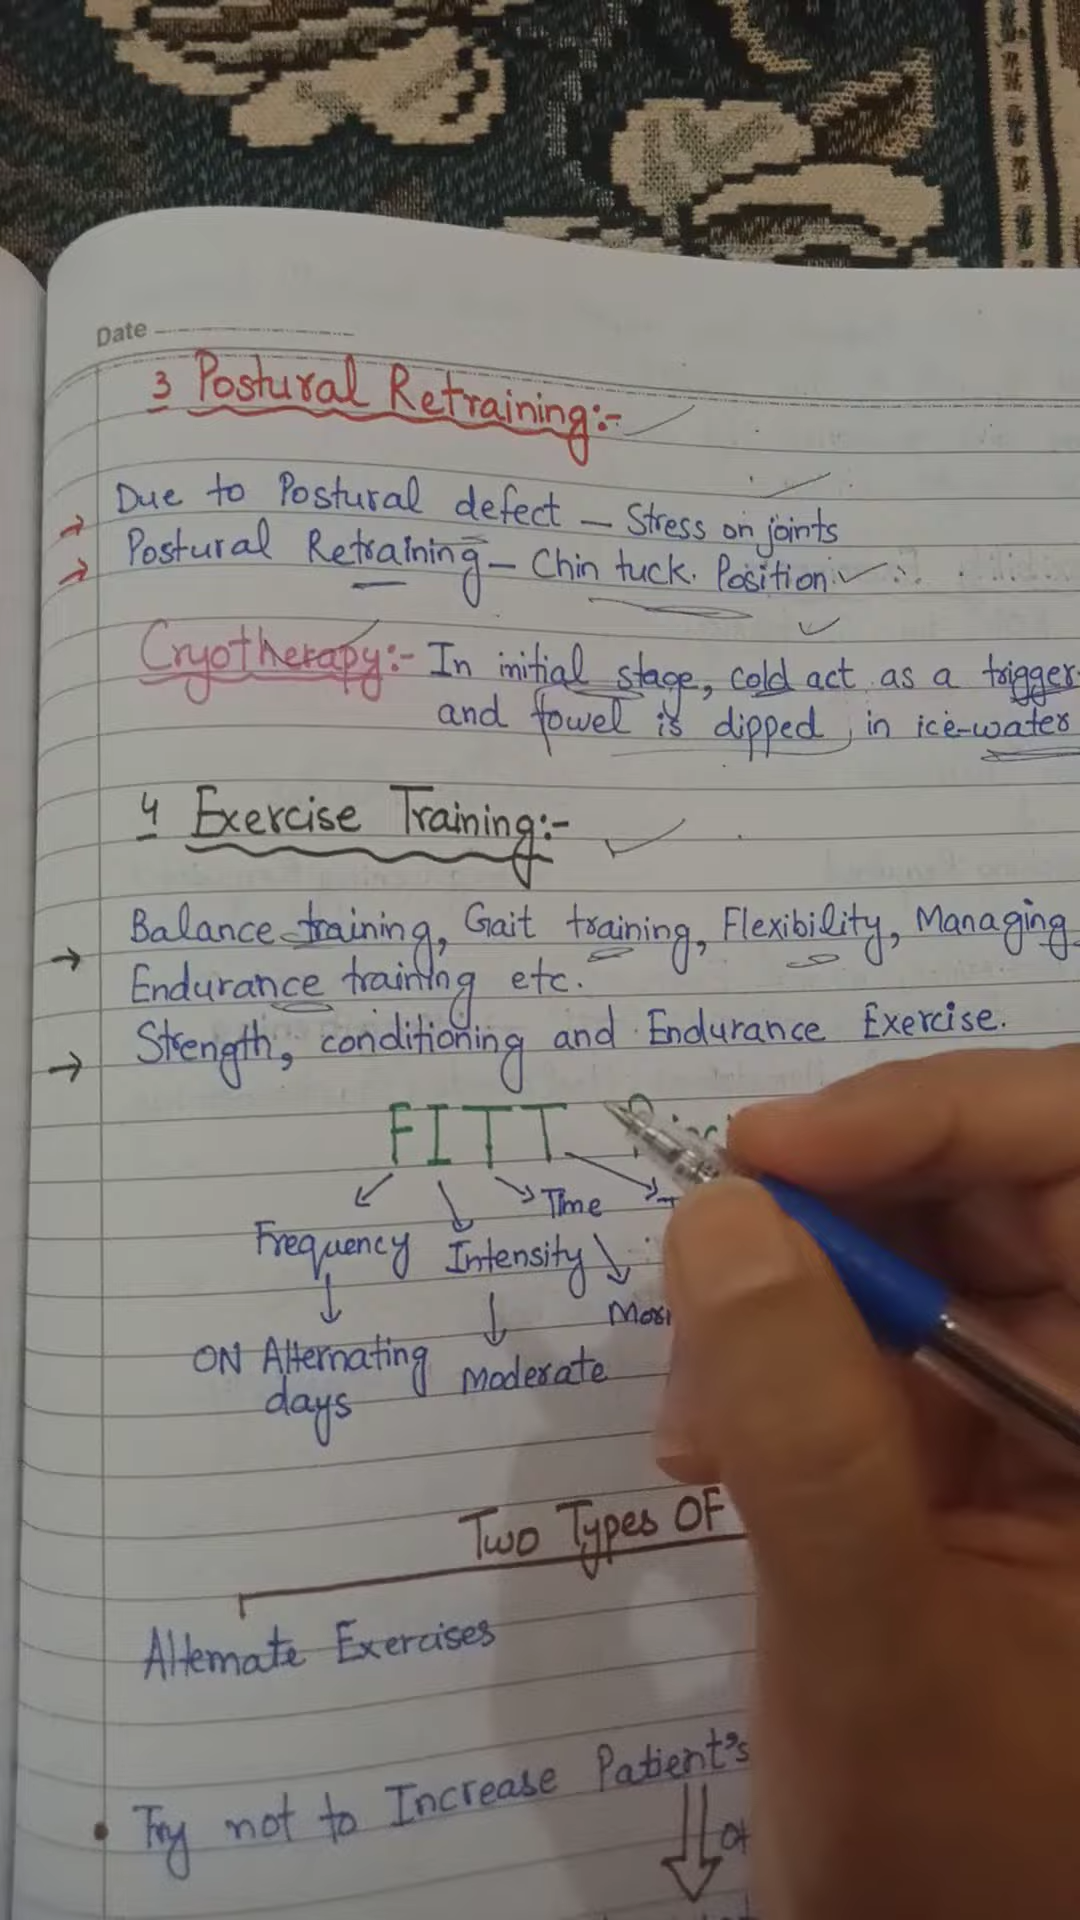 Date
3 Postural Retraining:-
Due to Postural defect – Stress on joints
→ Postural Retraining – Chin tuck. Position
Cryotherapy:- In initial stage, cold act as a trigger
and towel is dipped in ice-water
4 Exercise Training:-
→ Balance training, Gait training, Flexibility, Managing
Endurance training etc.
→ Strength, conditioning and Endurance Exercise.
FITT
Time
Frequency Intensity
ON Alternating
days
Moderate
Two Types OF
Alternate Exercises
• Try not to Increase Patient's